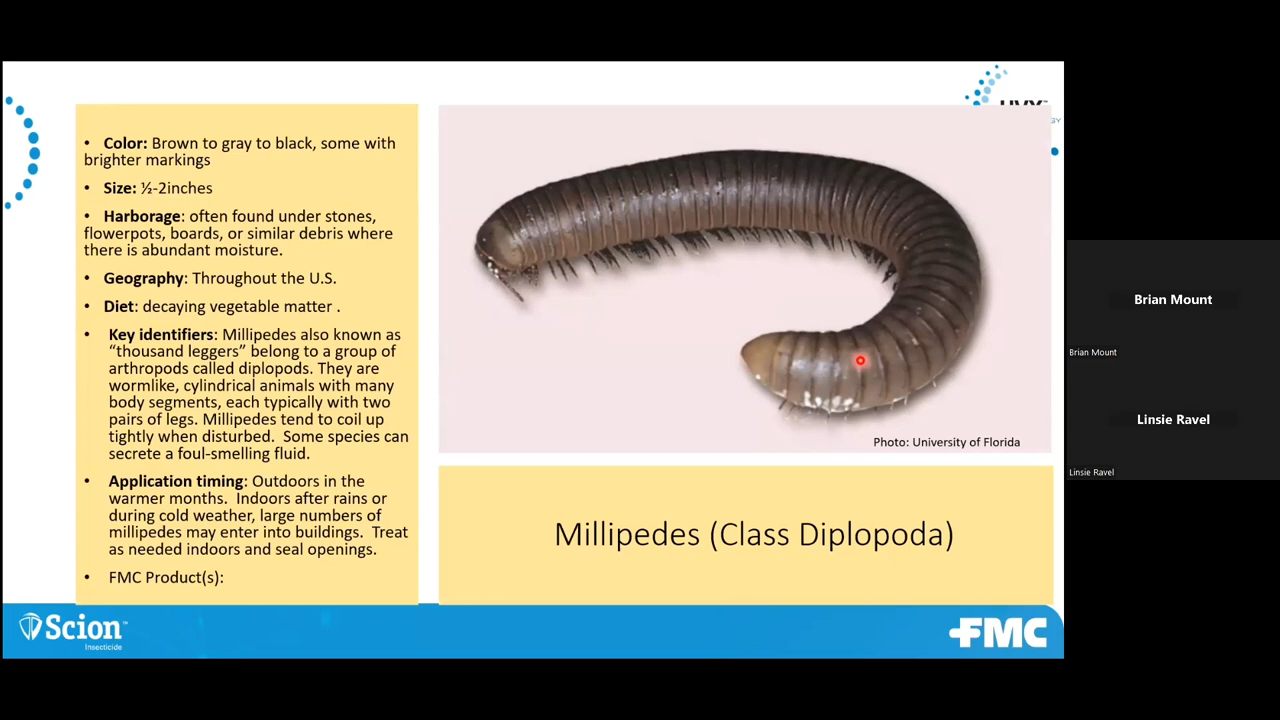 • Color: Brown to gray to black, some with
brighter markings
• Size: ½-2inches
• Harborage: often found under stones,
flowerpots, boards, or similar debris where
there is abundant moisture.
• Geography: Throughout the U.S.
• Diet: decaying vegetable matter .
• Key identifiers: Millipedes also known as
“thousand leggers” belong to a group of
arthropods called diplopods. They are
wormlike, cylindrical animals with many
body segments, each typically with two
pairs of legs. Millipedes tend to coil up
tightly when disturbed. Some species can
secrete a foul-smelling fluid.
• Application timing: Outdoors in the
warmer months. Indoors after rains or
during cold weather, large numbers of
millipedes may enter into buildings. Treat
as needed indoors and seal openings.
• FMC Product(s):
Photo: University of Florida
Millipedes (Class Diplopoda)
Scion™
Insecticide
FMC
Brian Mount
Brian Mount
Linsie Ravel
Linsie Ravel